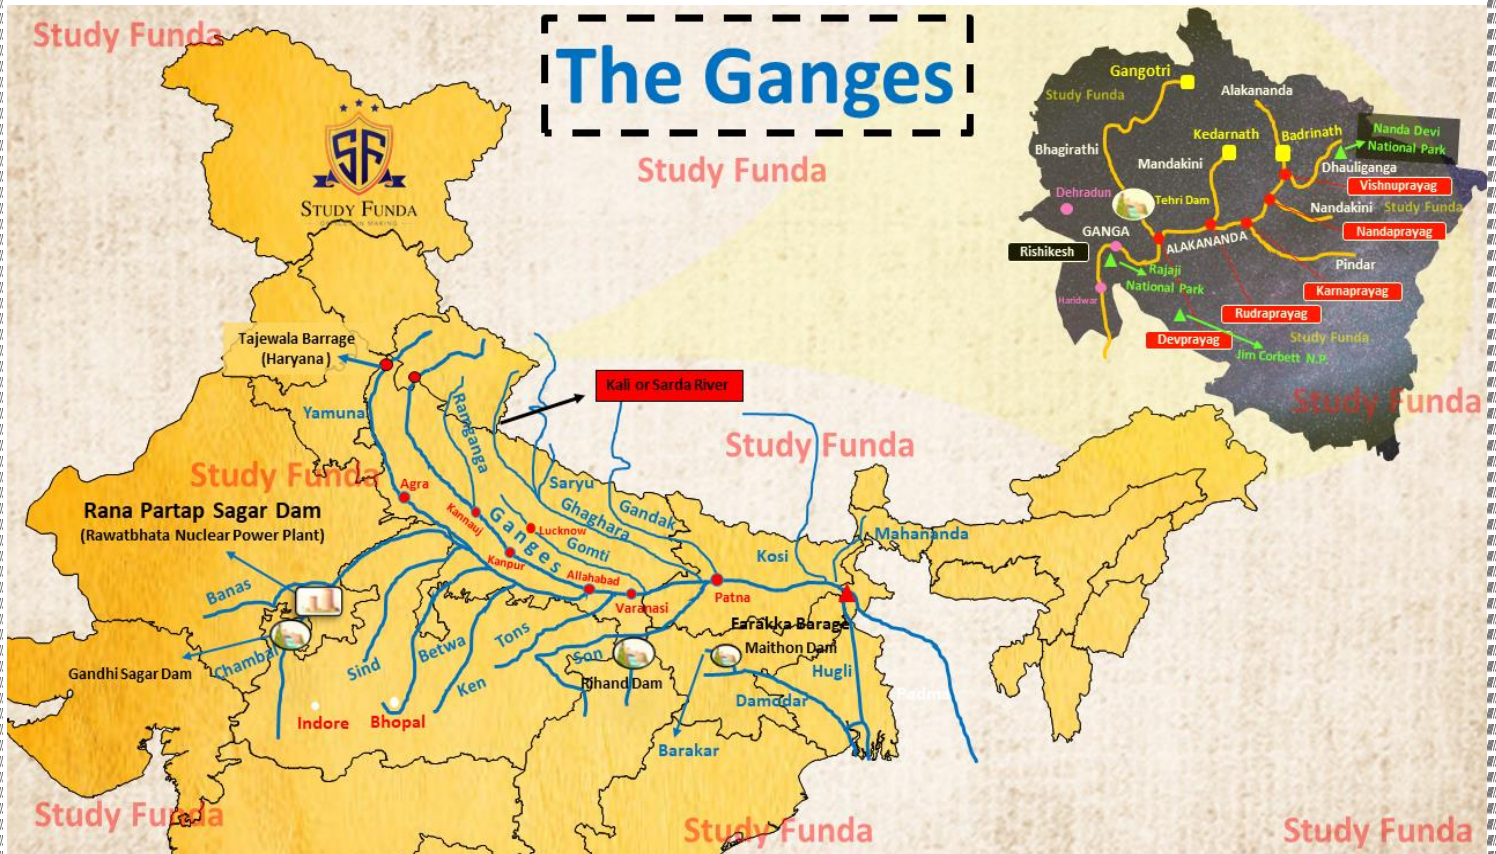 Study Funda
The Ganges
Study Funda
SF
STUDY FUNDA
Gangotri
Study Funda
Alakananda
Kedarnath
Badrinath
Nanda Devi
National Park
Bhagirathi
Mandakini
Dhauliganga
Vishnuprayag
Dehradun
Tehri Dam
Nandakini
Study Funda
Nandaprayag
GANGA
ALAKANANDA
Rishikesh
Pindar
Rajaji
National Park
Karnaprayag
Haridwar
Rudraprayag
Devprayag
Study Funda
Jim Corbett N.P.
Study Funda
Tajewala Barrage
(Haryana )
Kali or Sarda River
Yamuna
Ramganga
Study Funda
Study Funda
Agra
Saryu
Rana Partap Sagar Dam
(Rawatbhata Nuclear Power Plant)
Kannauj
Ganges
Ghaghara
Gandak
Lucknow
Gomti
Kanpur
Mahananda
Kosi
Allahabad
Banas
Varanasi
Patna
Farakka Barage
Maithon Dam
Chambal
Sind
Betwa
Tons
Son
Gandhi Sagar Dam
Ken
Rihand Dam
Hugli
Padma
Damodar
Indore
Bhopal
Barakar
Study Funda
Study Funda
Study Funda